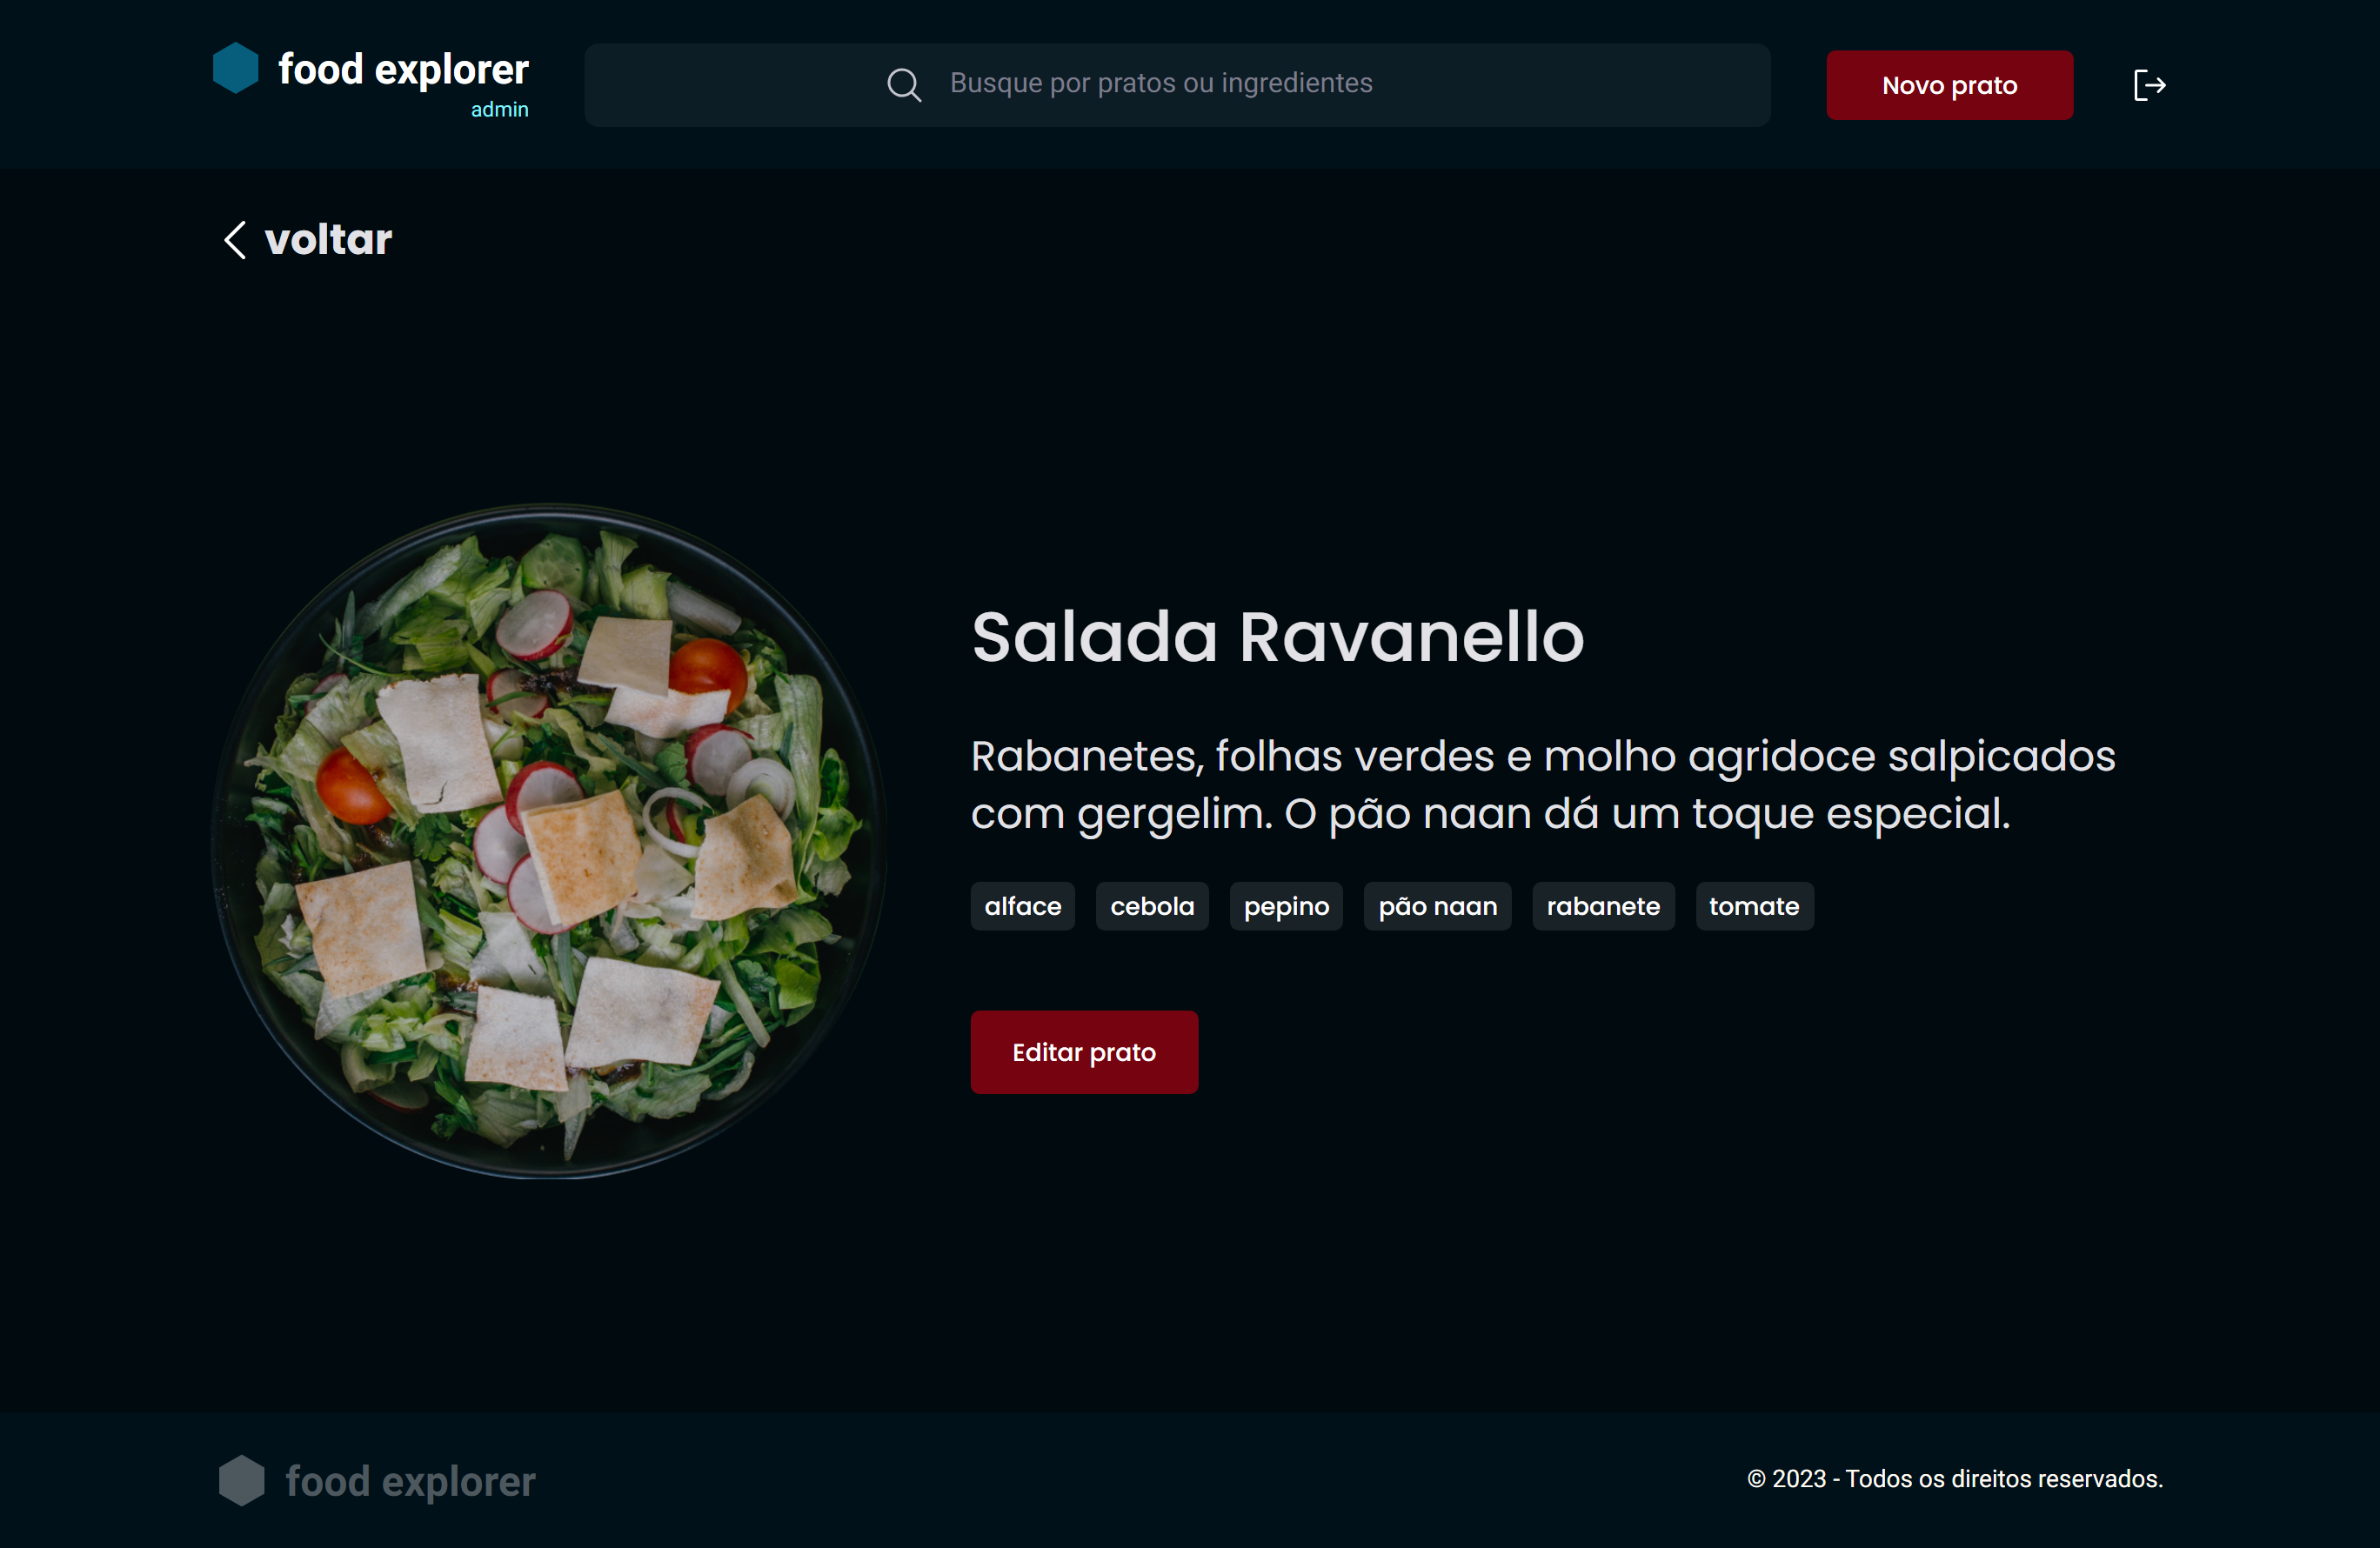 food explorer
admin
Busque por pratos ou ingredientes
Novo prato
voltar
Salada Ravanello
Rabanetes, folhas verdes e molho agridoce salpicados
com gergelim. O pão naan dá um toque especial.
alface cebola pepino pão naan rabanete tomate
Editar prato
food explorer
© 2023 - Todos os direitos reservados.